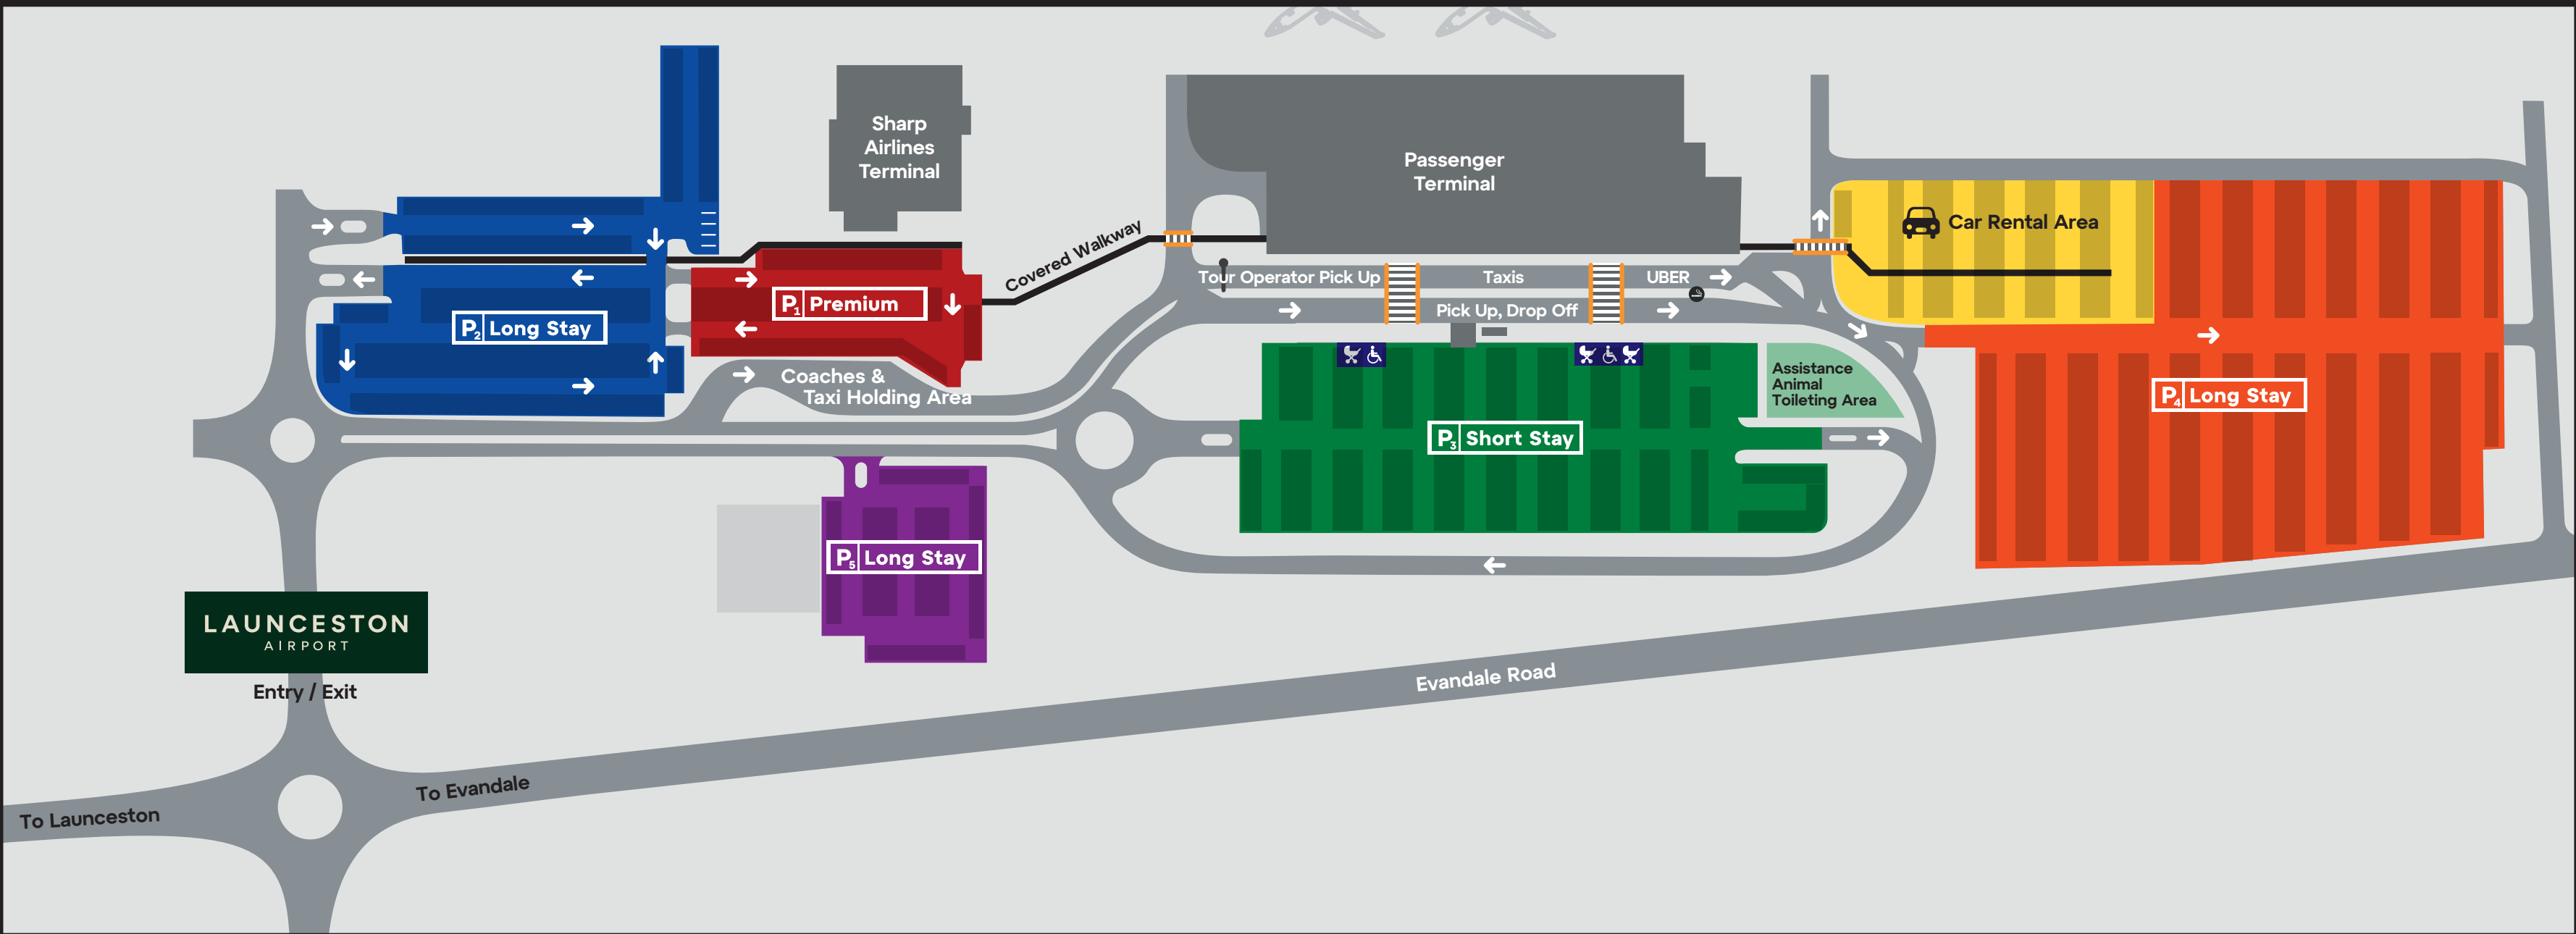 Sharp
Airlines
Terminal
Passenger
Terminal
Covered Walkway
Car Rental Area
Tour Operator Pick Up
Taxis
UBER
Pick Up, Drop Off
P1 Premium
P2 Long Stay
Coaches &
Taxi Holding Area
Assistance
Animal
Toileting Area
P4 Long Stay
P3 Short Stay
P5 Long Stay
LAUNCESTON
AIRPORT
Entry / Exit
Evandale Road
To Evandale
To Launceston